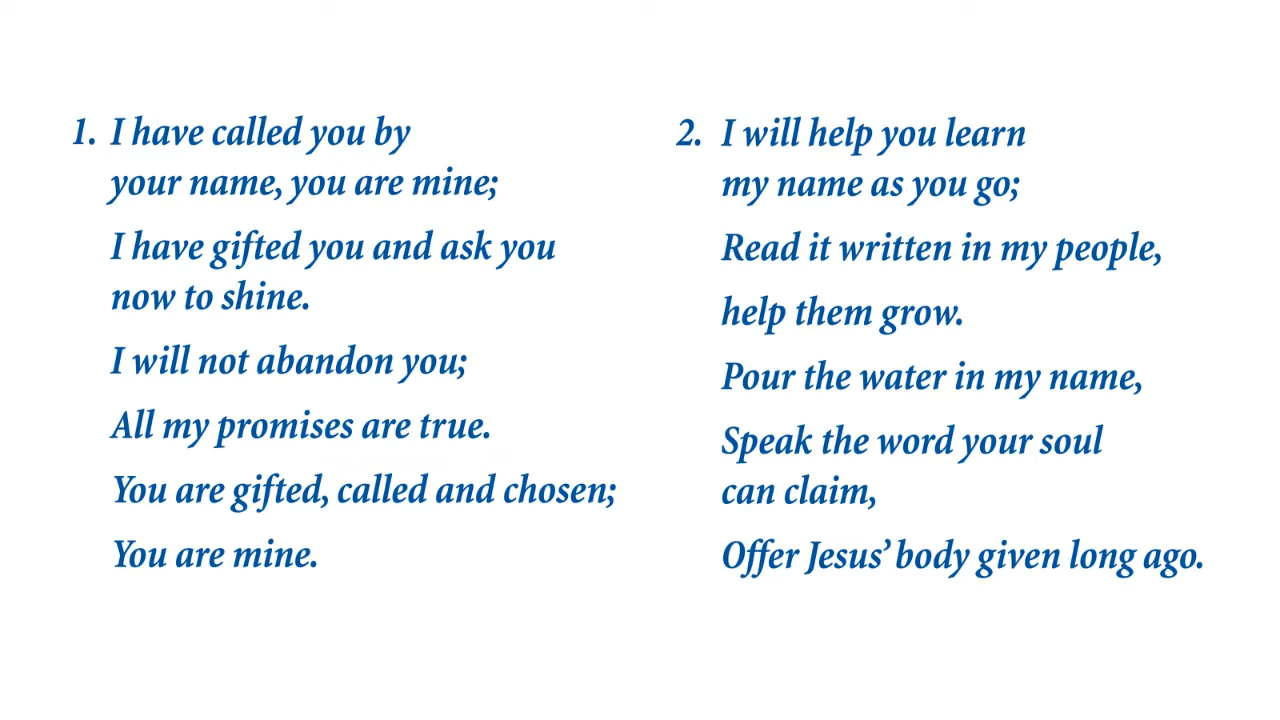 1. I have called you by
your name, you are mine;
I have gifted you and ask you
now to shine.
I will not abandon you;
All my promises are true.
You are gifted, called and chosen;
You are mine.
2. I will help you learn
my name as you go;
Read it written in my people,
help them grow.
Pour the water in my name,
Speak the word your soul
can claim,
Offer Jesus’ body given long ago.